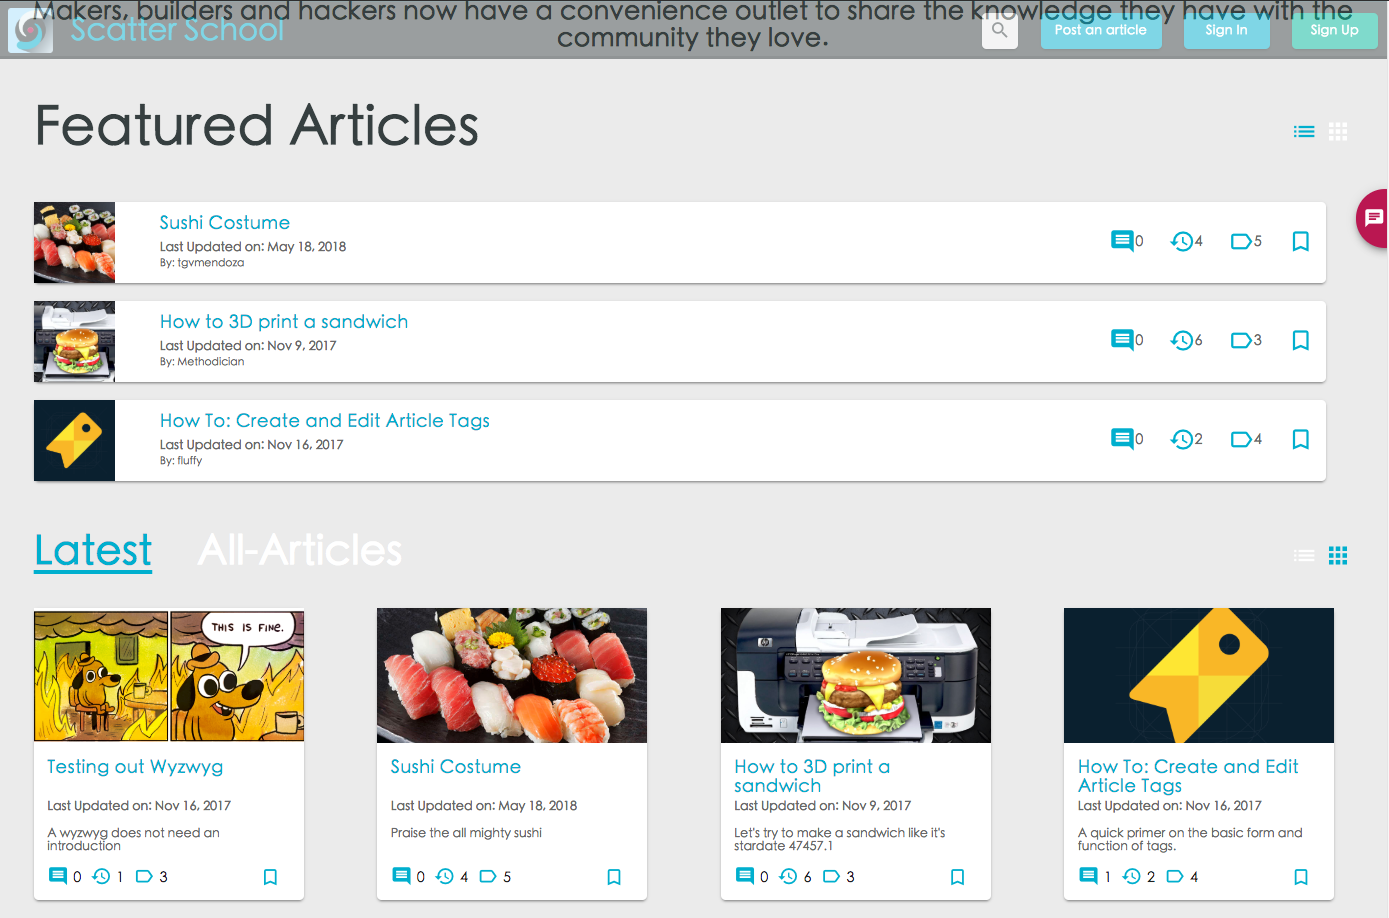 Makers, builders and hackers now have a convenience outlet to share the knowledge they have with the
community they love.
Scatter School
Post an article
Sign In
Sign Up
Featured Articles
Sushi Costume
Last Updated on: May 18, 2018
By: tgvmendoza
0
4
5
How to 3D print a sandwich
Last Updated on: Nov 9, 2017
By: Methodician
0
6
3
How To: Create and Edit Article Tags
Last Updated on: Nov 16, 2017
By: fluffy
0
2
4
Latest
All-Articles
THIS IS FINE.
Testing out Wyzwyg
Last Updated on: Nov 16, 2017
A wyzwyg does not need an
introduction
0
1
3
Sushi Costume
Last Updated on: May 18, 2018
Praise the all mighty sushi
0
4
5
How to 3D print a
sandwich
Last Updated on: Nov 9, 2017
Let's try to make a sandwich like it's
stardate 47457.1
0
6
3
How To: Create and Edit
Article Tags
Last Updated on: Nov 16, 2017
A quick primer on the basic form and
function of tags.
1
2
4